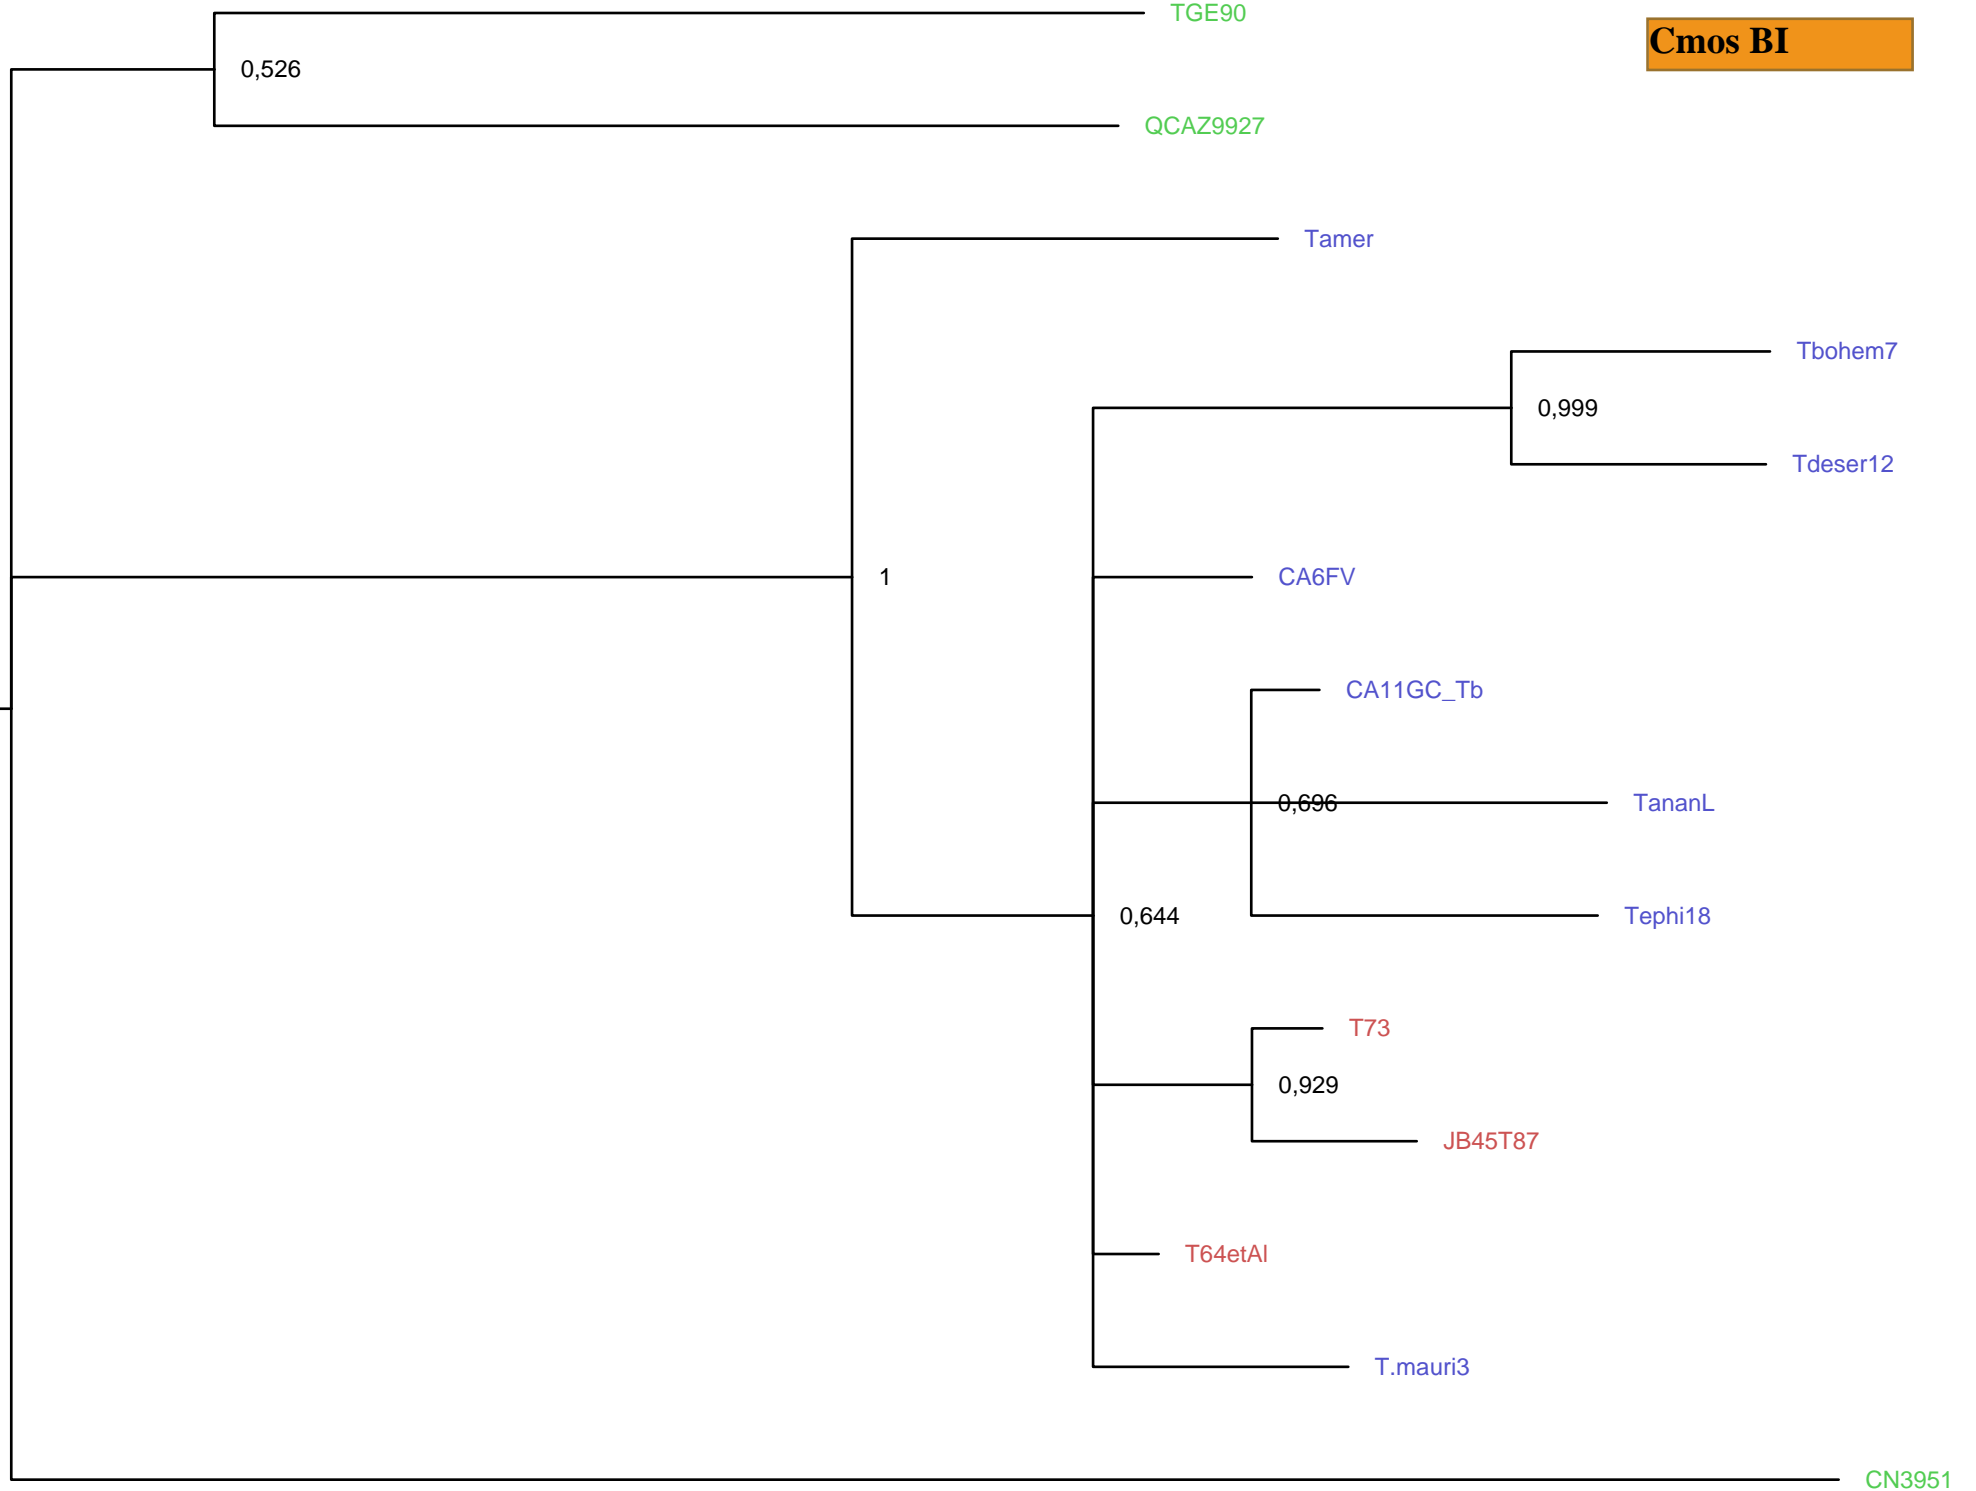 TGE90
Cmos BI
0,526
QCAZ9927
Tamer
Tbohem7
0,999
Tdeser12
1
CA6FV
CA11GC_Tb
0,696
TananL
0,644
Tephi18
T73
0,929
JB45T87
T64etAl
T.mauri3
CN3951